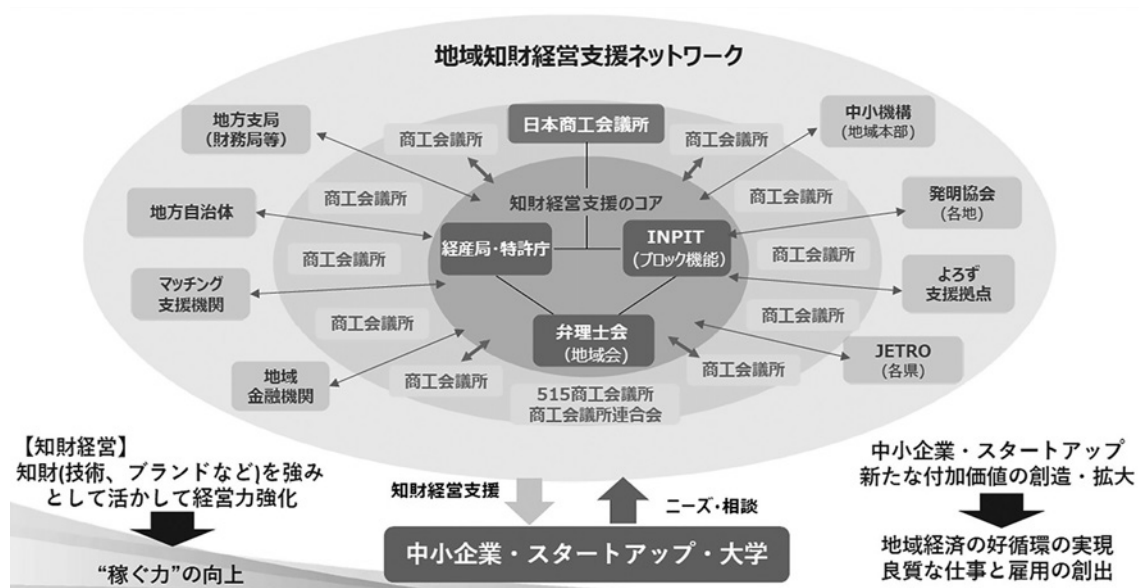 地域知財経営支援ネットワーク
地方支局
(財務局等)
商工会議所
日本商工会議所
商工会議所
中小機構
(地域本部)
商工会議所
商工会議所
地方自治体
知財経営支援のコア
発明協会
(各地)
経産局・特許庁
INPIT
(ブロック機能)
商工会議所
商工会議所
マッチング
支援機関
よろず
支援拠点
商工会議所
弁理士会
(地域会)
商工会議所
地域
金融機関
商工会議所
商工会議所
JETRO
(各県)
515商工会議所
商工会議所連合会
【知財経営】
知財(技術、ブランドなど)を強み
として活かして経営力強化
“稼ぐ力”の向上
知財経営支援
ニーズ・相談
中小企業・スタートアップ・大学
中小企業・スタートアップ
新たな付加価値の創造・拡大
地域経済の好循環の実現
良質な仕事と雇用の創出